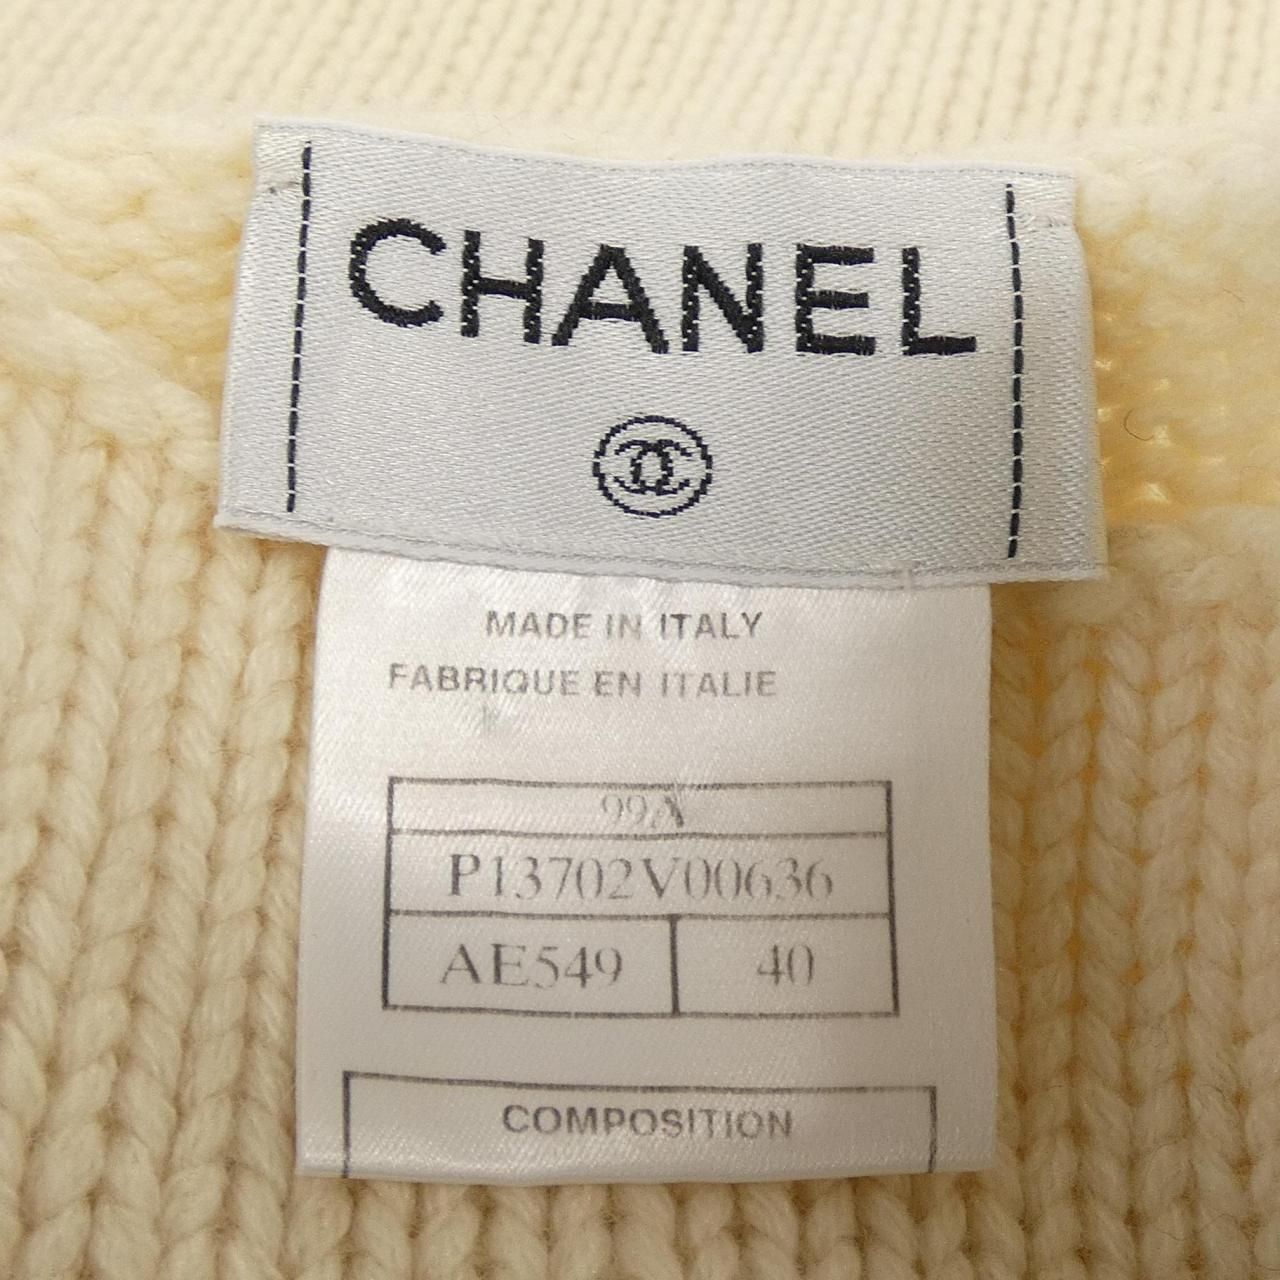 CHANEL
MADE IN ITALY
FABRIQUE EN ITALIE
99A
P13702V00636
AE549 40
COMPOSITION